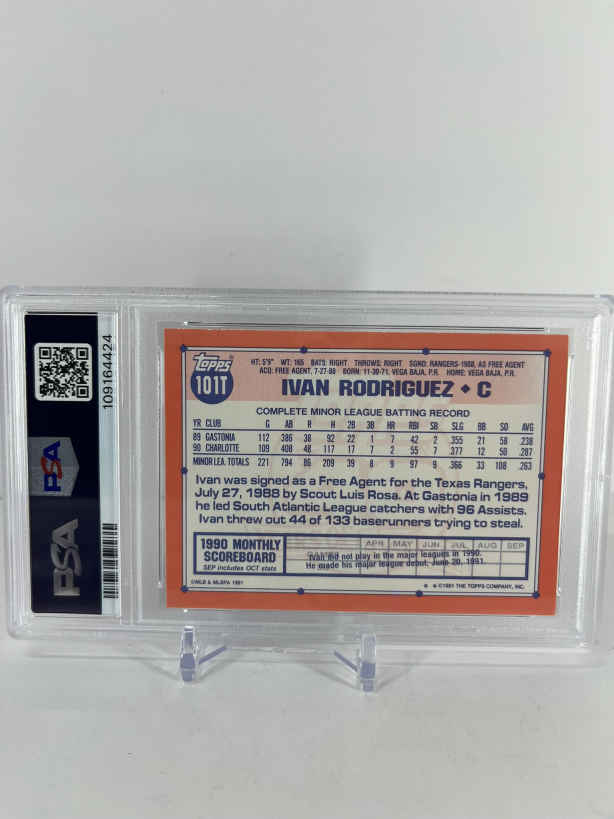 109164424
PSA
PSA
Topps
101T
HT: 5'9" WT: 165 BATS: RIGHT THROWS: RIGHT SGND: RANGERS-1988, AS FREE AGENT
ACQ: FREE AGENT, 7-27-88 BORN: 11-30-71, VEGA BAJA, P.R. HOME: VEGA BAJA, P.R.
IVAN RODRIGUEZ ♦ C
COMPLETE MINOR LEAGUE BATTING RECORD
YR CLUB G AB R H 2B 3B HR RBI SB SLG BB SO AVG
89 GASTONIA 112 386 38 92 22 1 7 42 2 .355 21 58 .238
90 CHARLOTTE 109 408 48 117 17 7 2 55 7 .377 12 50 .287
MINOR LEA. TOTALS 221 794 86 209 39 8 9 97 .366 33 108 .263
Ivan was signed as a Free Agent for the Texas Rangers,
July 27, 1988 by Scout Luis Rosa. At Gastonia in 1989
he led South Atlantic League catchers with 96 Assists.
Ivan threw out 44 of 133 baserunners trying to steal.
1990 MONTHLY
SCOREBOARD
SEP includes OCT stats
APR MAY JUN JUL AUG SEP
Ivan did not play in the major leagues in 1990.
He made his major league debut, June 20, 1991.
©MLB & MLBPA 1991
* * ©1991 THE TOPPS COMPANY, INC.